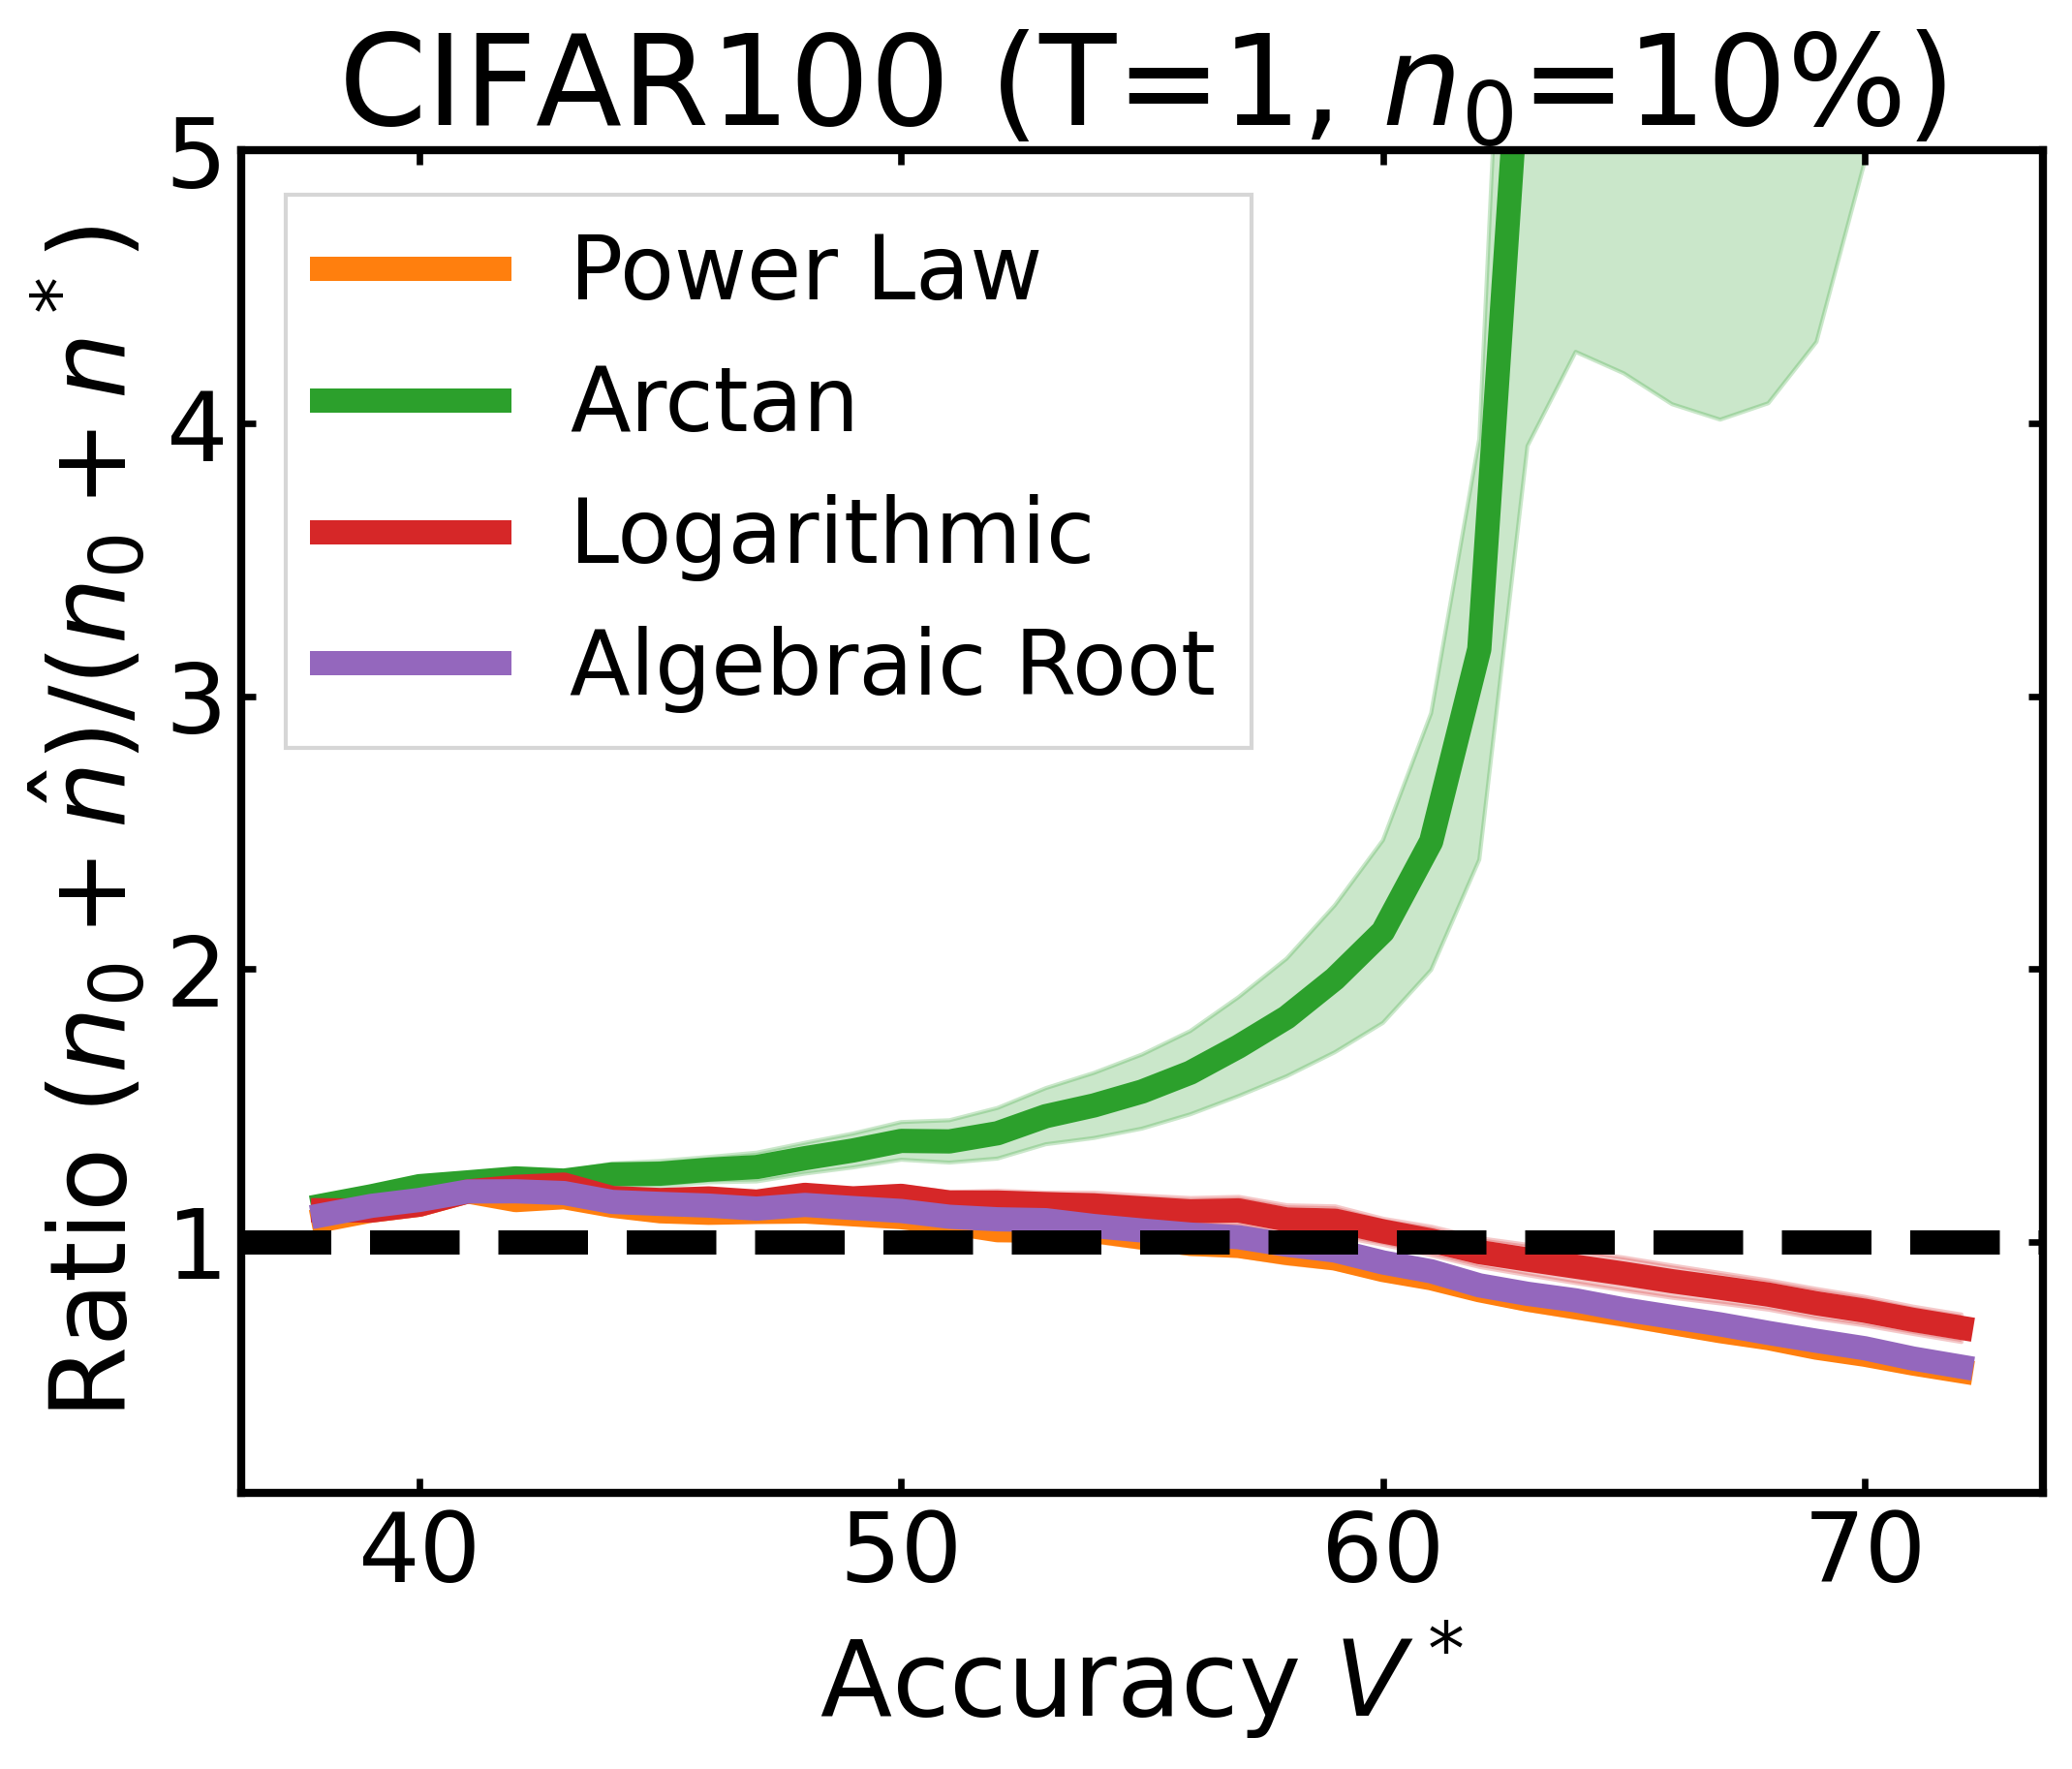 CIFAR100 (T=1, n₀=10%)
Ratio (n₀ + n̂)/(n₀ + n*)
5
4
3
2
1
Power Law
Arctan
Logarithmic
Algebraic Root
40 50 60 70
Accuracy V*